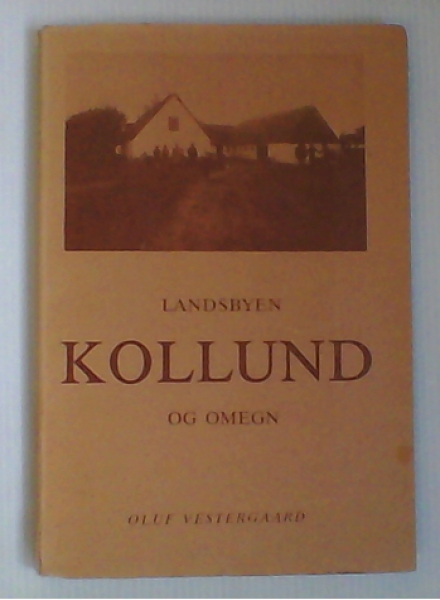 LANDSBYEN
KOLLUND
OG OMEGN
OLUF VESTERGAARD